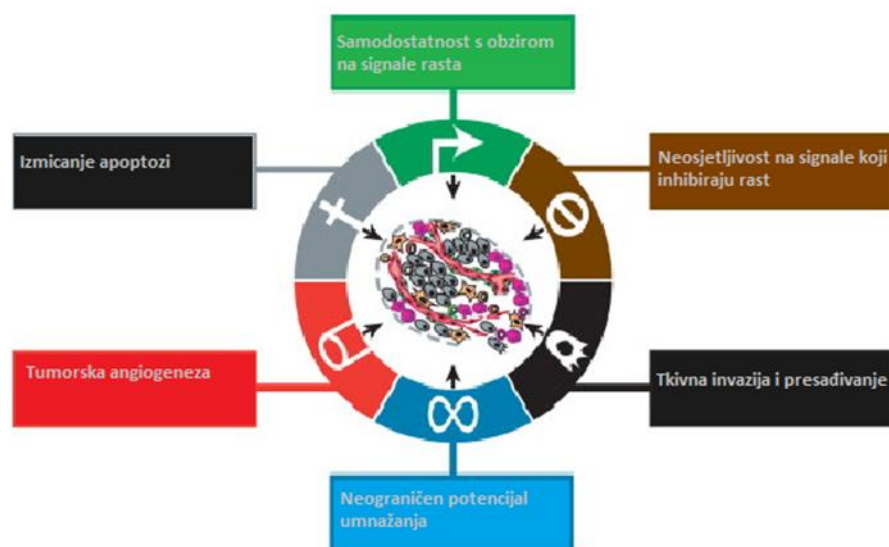 Samodostatnost s obzirom
na signale rasta
Izmicanje apoptozi
Neosjetljivost na signale koji
inhibiraju rast
Tumorska angiogeneza
Tkivna invazija i presađivanje
Neograničen potencijal
umnažanja